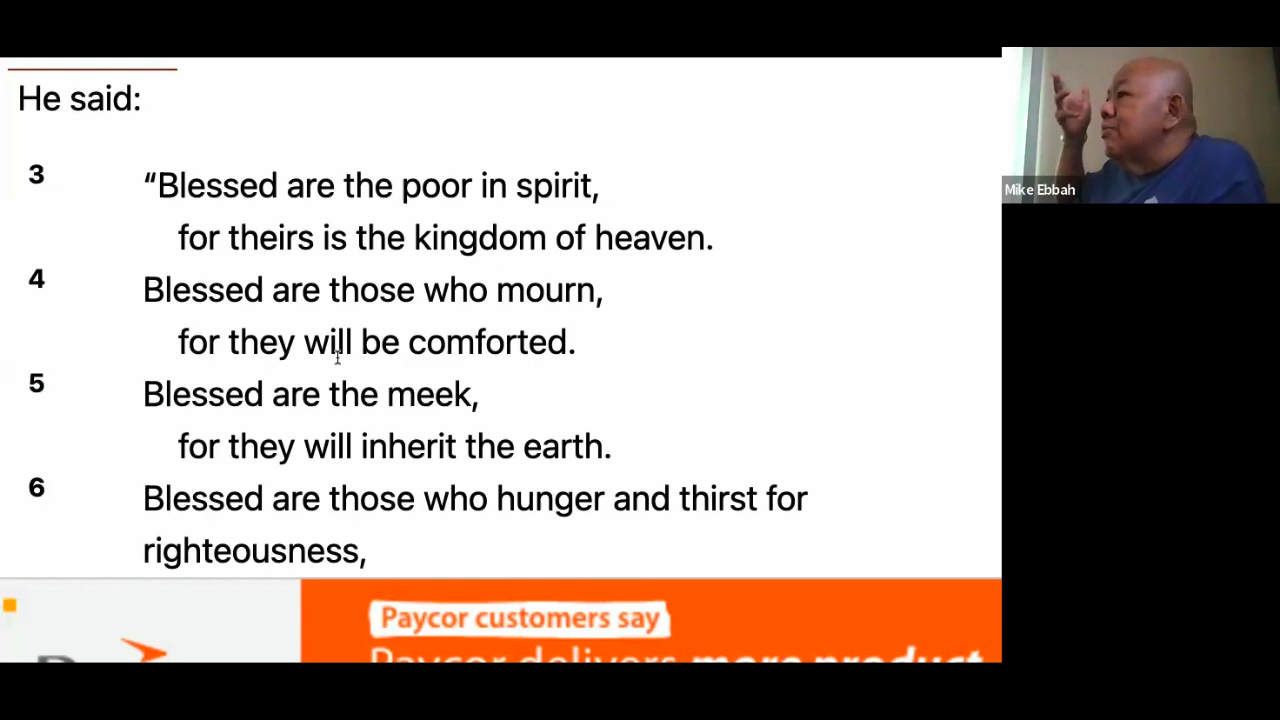 He said:
3 “Blessed are the poor in spirit,
for theirs is the kingdom of heaven.
4 Blessed are those who mourn,
for they will be comforted.
5 Blessed are the meek,
for they will inherit the earth.
6 Blessed are those who hunger and thirst for
righteousness,
Paycor customers say
Paycor delivers more product
Mike Ebbah